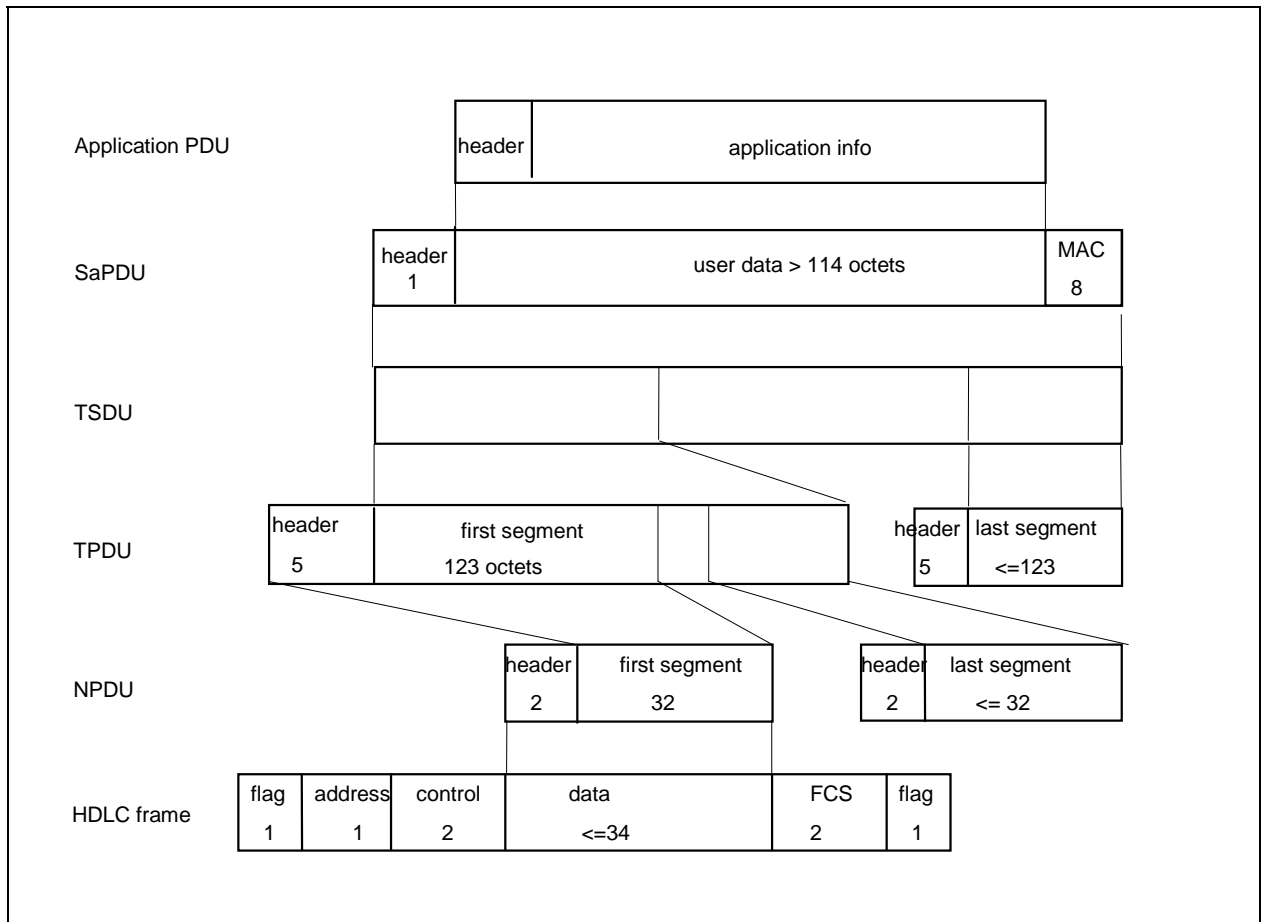 Application PDU
header
application info
SaPDU
header
1
user data > 114 octets
MAC
8
TSDU
TPDU
header
5
first segment
123 octets
header
5
last segment
<=123
NPDU
header
2
first segment
32
header
2
last segment
<= 32
HDLC frame
flag
1
address
1
control
2
data
<=34
FCS
2
flag
1